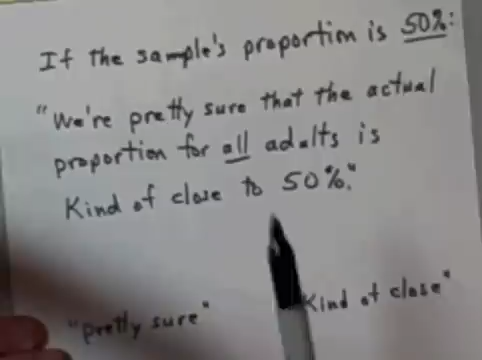 If the sample's proportion is 50%:
"We're pretty sure that the actual
proportion for all adults is
Kind of close to 50%."
"pretty sure"
Kind of close"